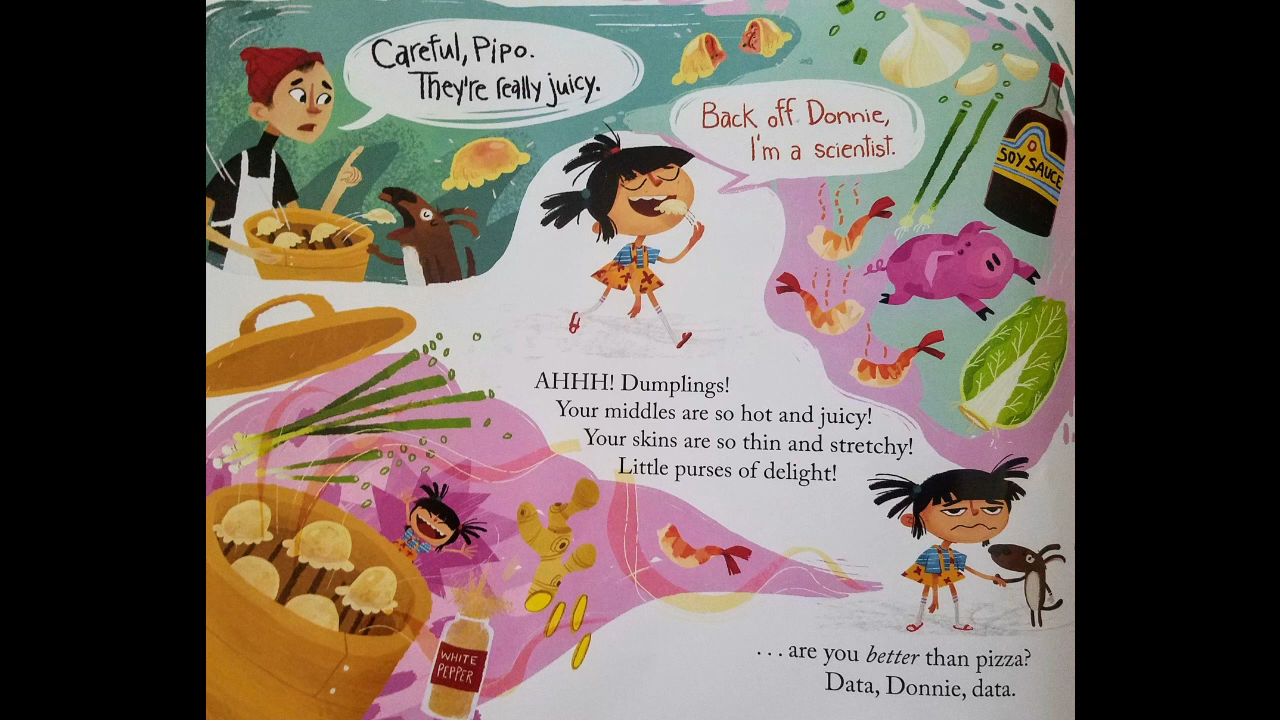 Careful, Pipo.
They're really juicy.
Back off Donnie,
I'm a scientist.
SOY SAUCE
AHHH! Dumplings!
Your middles are so hot and juicy!
Your skins are so thin and stretchy!
Little purses of delight!
WHITE
PEPPER
. . . are you better than pizza?
Data, Donnie, data.